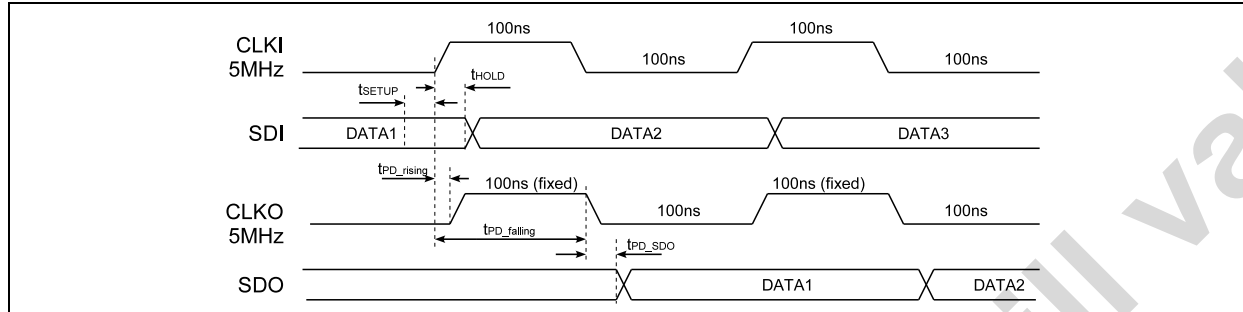 100ns 100ns
CLKI 100ns 100ns
5MHz
tSETUP tHOLD
SDI DATA1 DATA2 DATA3
tPD_rising
100ns (fixed) 100ns (fixed)
CLKO 100ns 100ns
5MHz
tPD_falling
tPD_SDO
SDO DATA1 DATA2